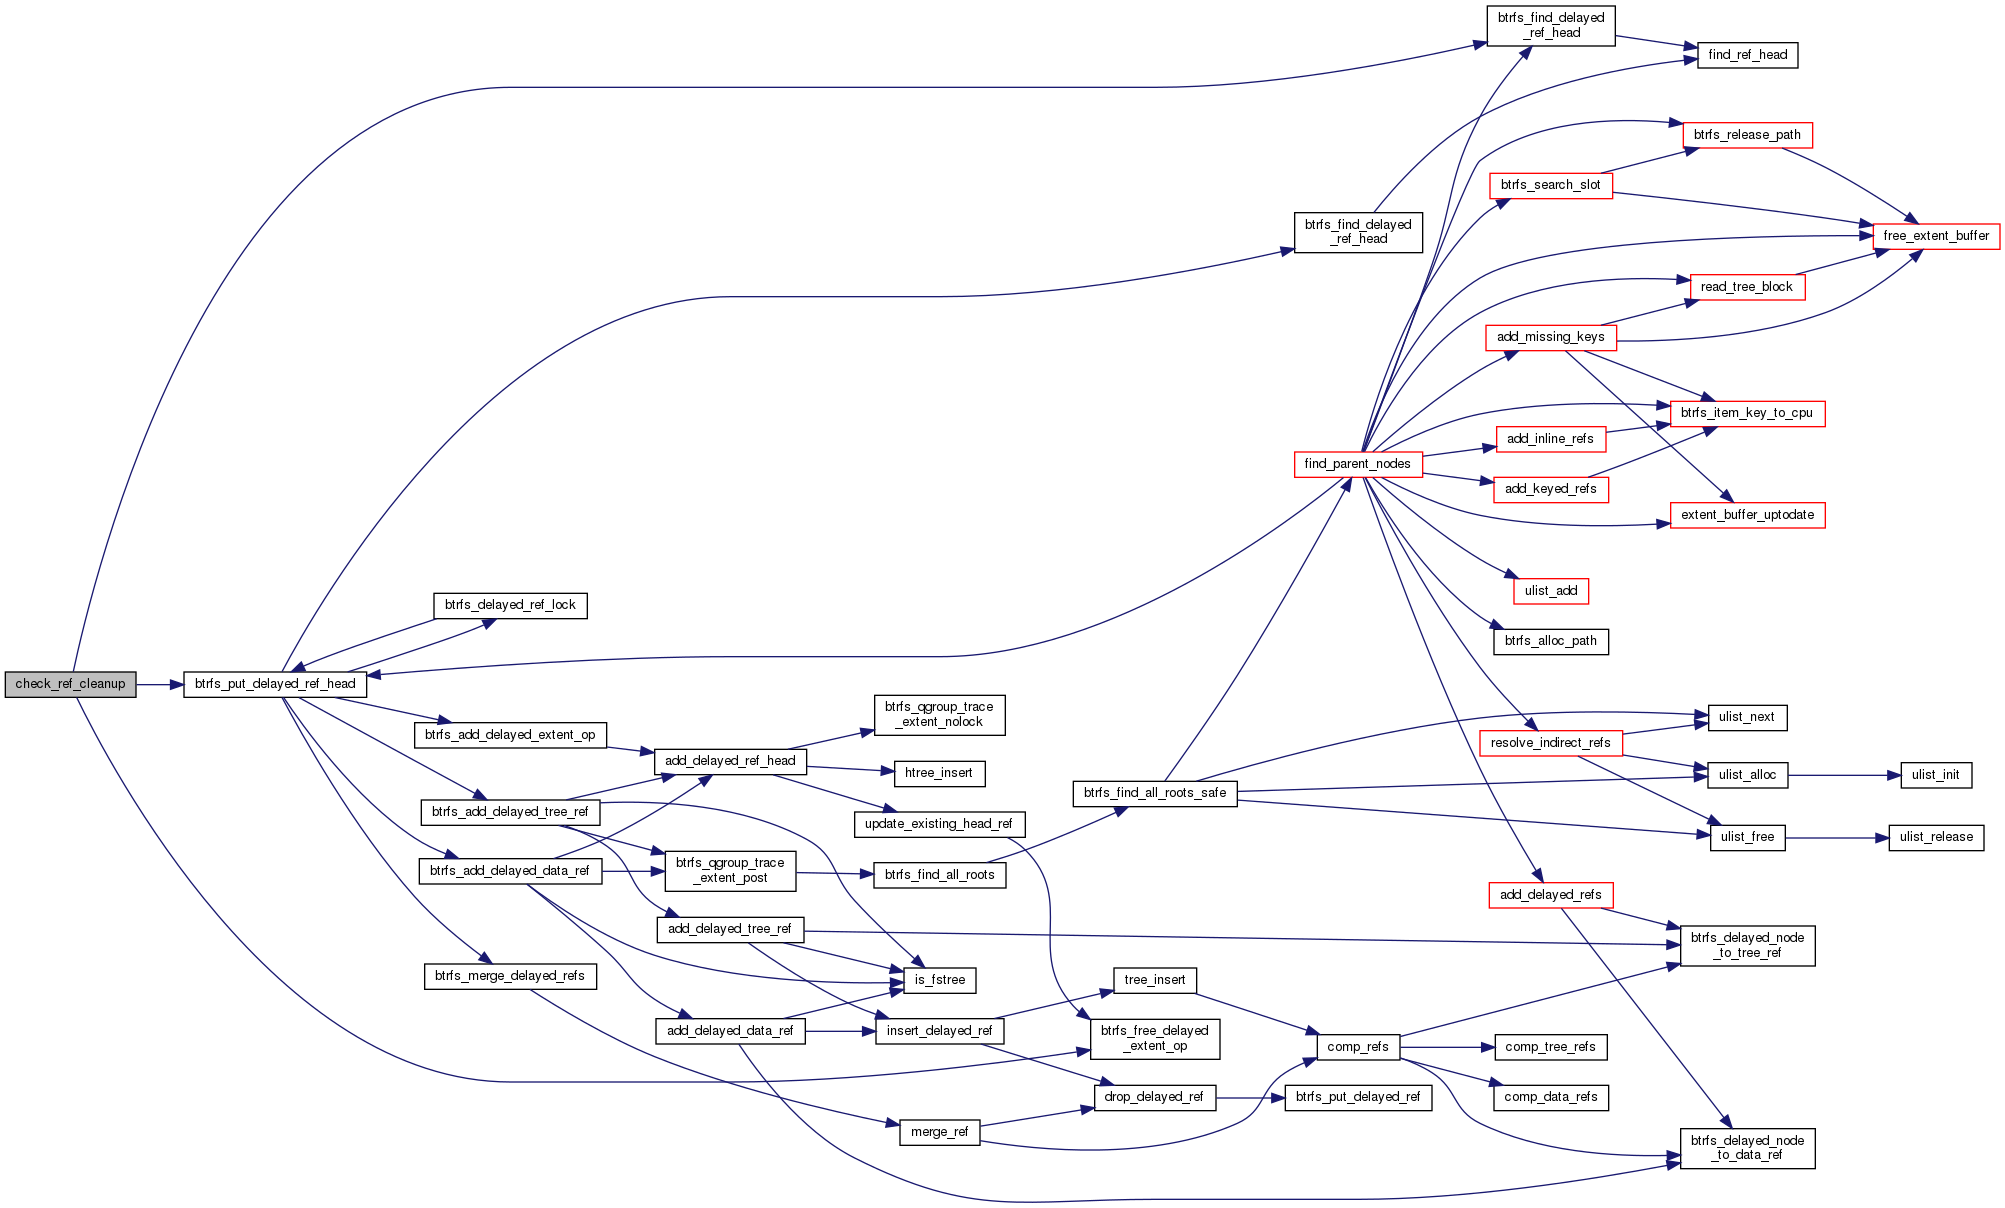 btrfs_find_delayed
_ref_head
find_ref_head
btrfs_release_path
btrfs_search_slot
btrfs_find_delayed
_ref_head
free_extent_buffer
read_tree_block
add_missing_keys
btrfs_item_key_to_cpu
add_inline_refs
find_parent_nodes
add_keyed_refs
extent_buffer_uptodate
ulist_add
btrfs_delayed_ref_lock
btrfs_alloc_path
check_ref_cleanup
btrfs_put_delayed_ref_head
btrfs_qgroup_trace
_extent_nolock
ulist_next
btrfs_add_delayed_extent_op
resolve_indirect_refs
add_delayed_ref_head
htree_insert
ulist_alloc
ulist_init
btrfs_find_all_roots_safe
btrfs_add_delayed_tree_ref
update_existing_head_ref
ulist_free
ulist_release
btrfs_add_delayed_data_ref
btrfs_qgroup_trace
_extent_post
btrfs_find_all_roots
add_delayed_refs
add_delayed_tree_ref
btrfs_delayed_node
_to_tree_ref
btrfs_merge_delayed_refs
is_fstree
tree_insert
add_delayed_data_ref
insert_delayed_ref
btrfs_free_delayed
_extent_op
comp_refs
comp_tree_refs
drop_delayed_ref
btrfs_put_delayed_ref
comp_data_refs
merge_ref
btrfs_delayed_node
_to_data_ref